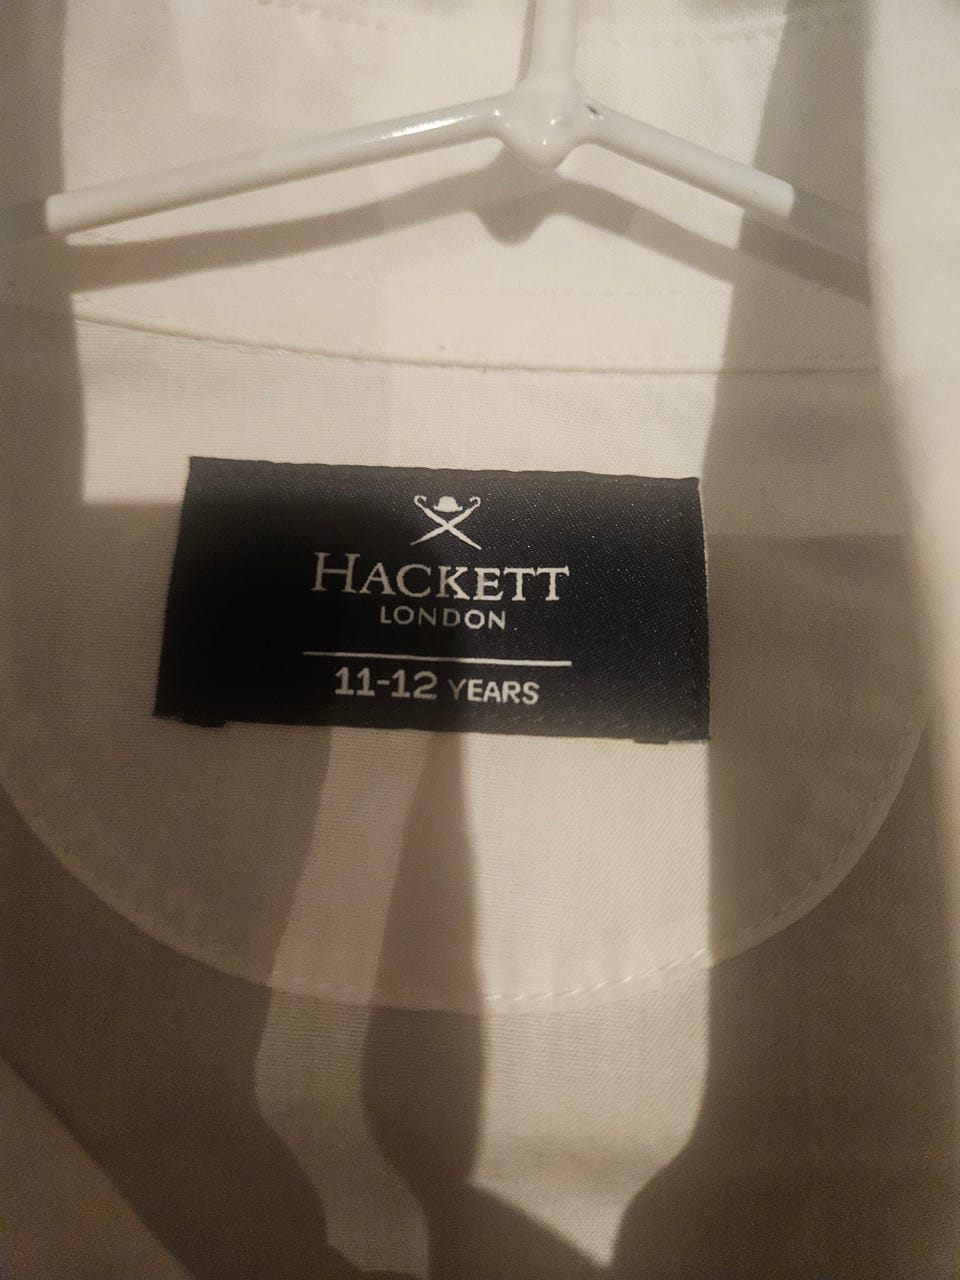 HACKETT
LONDON
11-12 YEARS